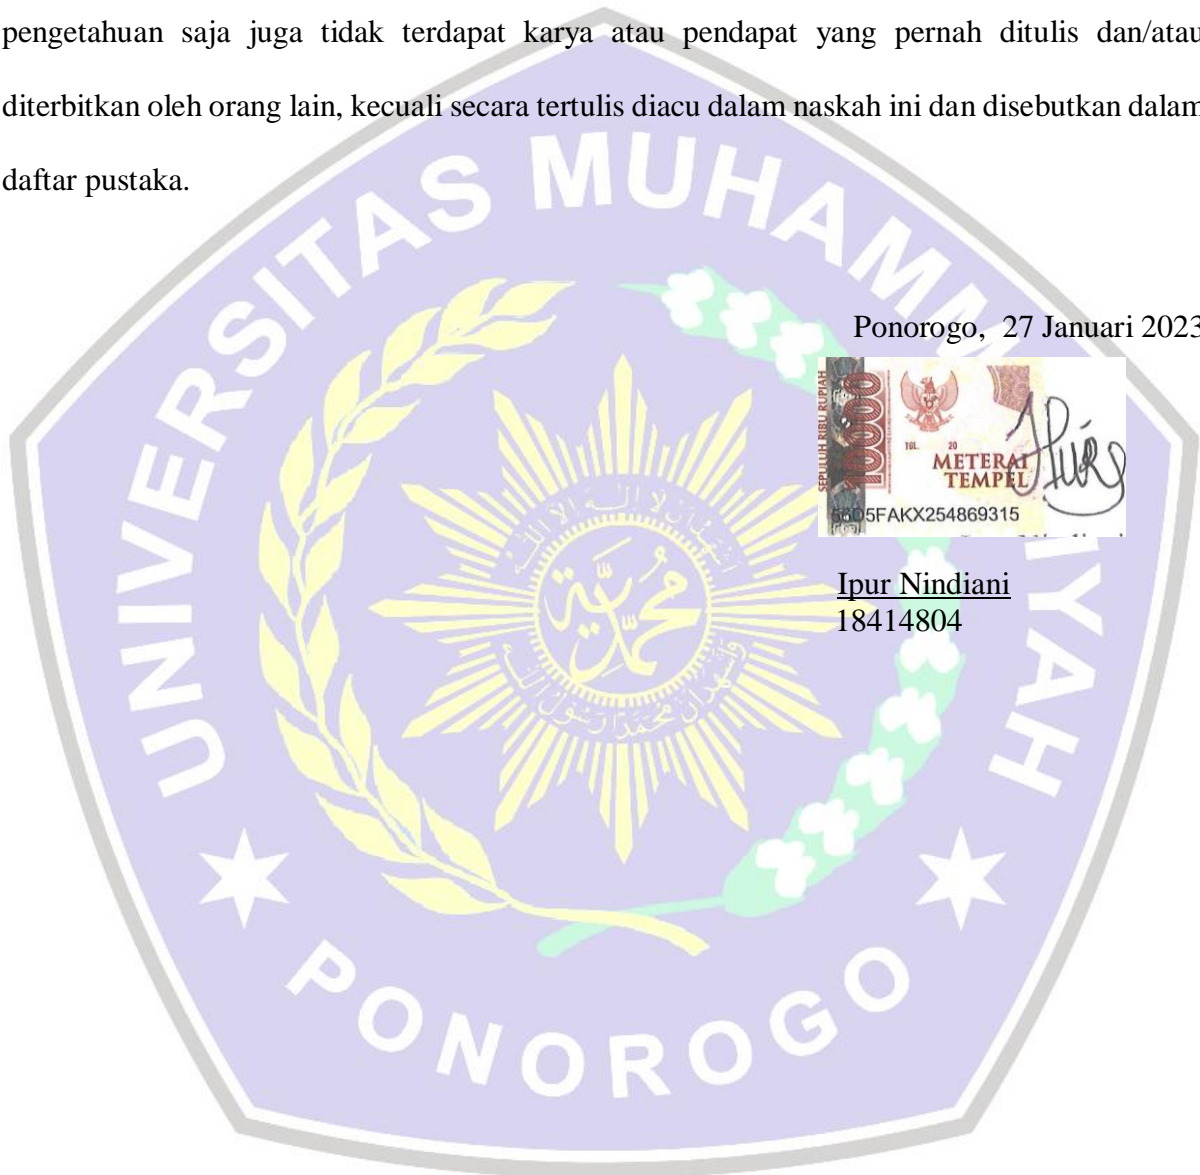 pengetahuan saja juga tidak terdapat karya atau pendapat yang pernah ditulis dan/atau
diterbitkan oleh orang lain, kecuali secara tertulis diacu dalam naskah ini dan disebutkan dalam
daftar pustaka.
UNIVERSITAS MUHAMMADIYAH
Ponorogo, 27 Januari 2023
SEPULUH RIBU RUPIAH
10000
TGL. 20
METERAI
TEMPEL
5FAKX254869315
Ipur Nindiani
18414804
محمدية
PONOROGO